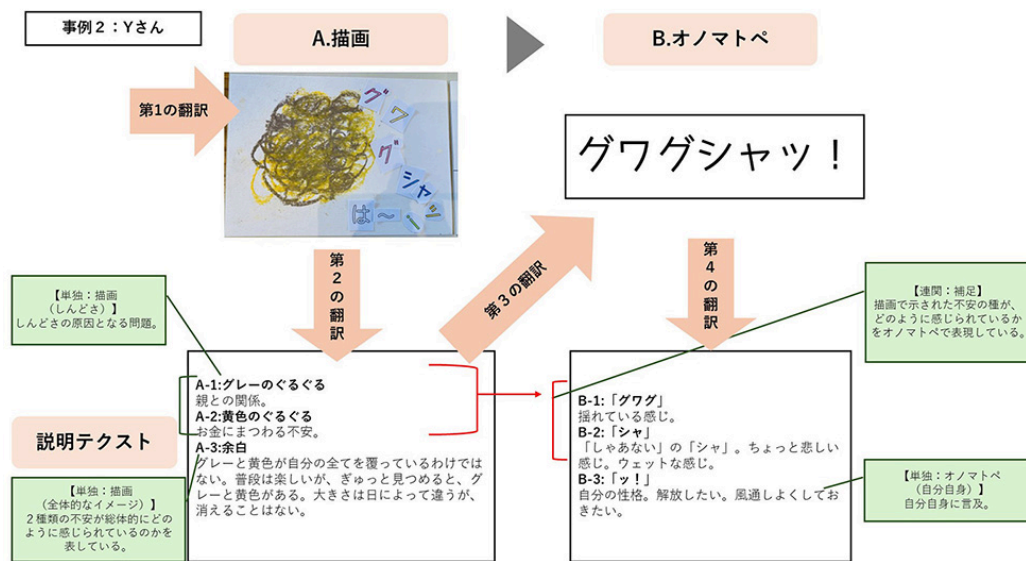 事例２：Yさん
A.描画
B.オノマトペ
第1の翻訳
グワ
グ
シャッ
！～は
グワグシャッ！
第２の翻訳
第３の翻訳
第４の翻訳
【単独：描画
（しんどさ）】
しんどさの原因となる問題。
【連関：補足】
描画で示された不安の種が、
どのように感じられているか
をオノマトペで表現している。
A-1:グレーのぐるぐる
親との関係。
A-2:黄色のぐるぐる
お金にまつわる不安。
A-3:余白
グレーと黄色が自分の全てを覆っているわけでは
ない。普段は楽しいが、ぎゅっと見つめると、グ
レーと黄色がある。大きさは日によって違うが、
消えることはない。
B-1:「グワグ」
揺れている感じ。
B-2:「シャ」
「しゃあない」の「シャ」。ちょっと悲しい
感じ。ウェットな感じ。
B-3:「ッ！」
自分の性格。解放したい。風通しよくしてお
きたい。
説明テクスト
【単独：描画
（全体的なイメージ）】
２種類の不安が総体的にどの
ように感じられているのかを
表している。
【単独：オノマトペ
（自分自身）】
自分自身に言及。